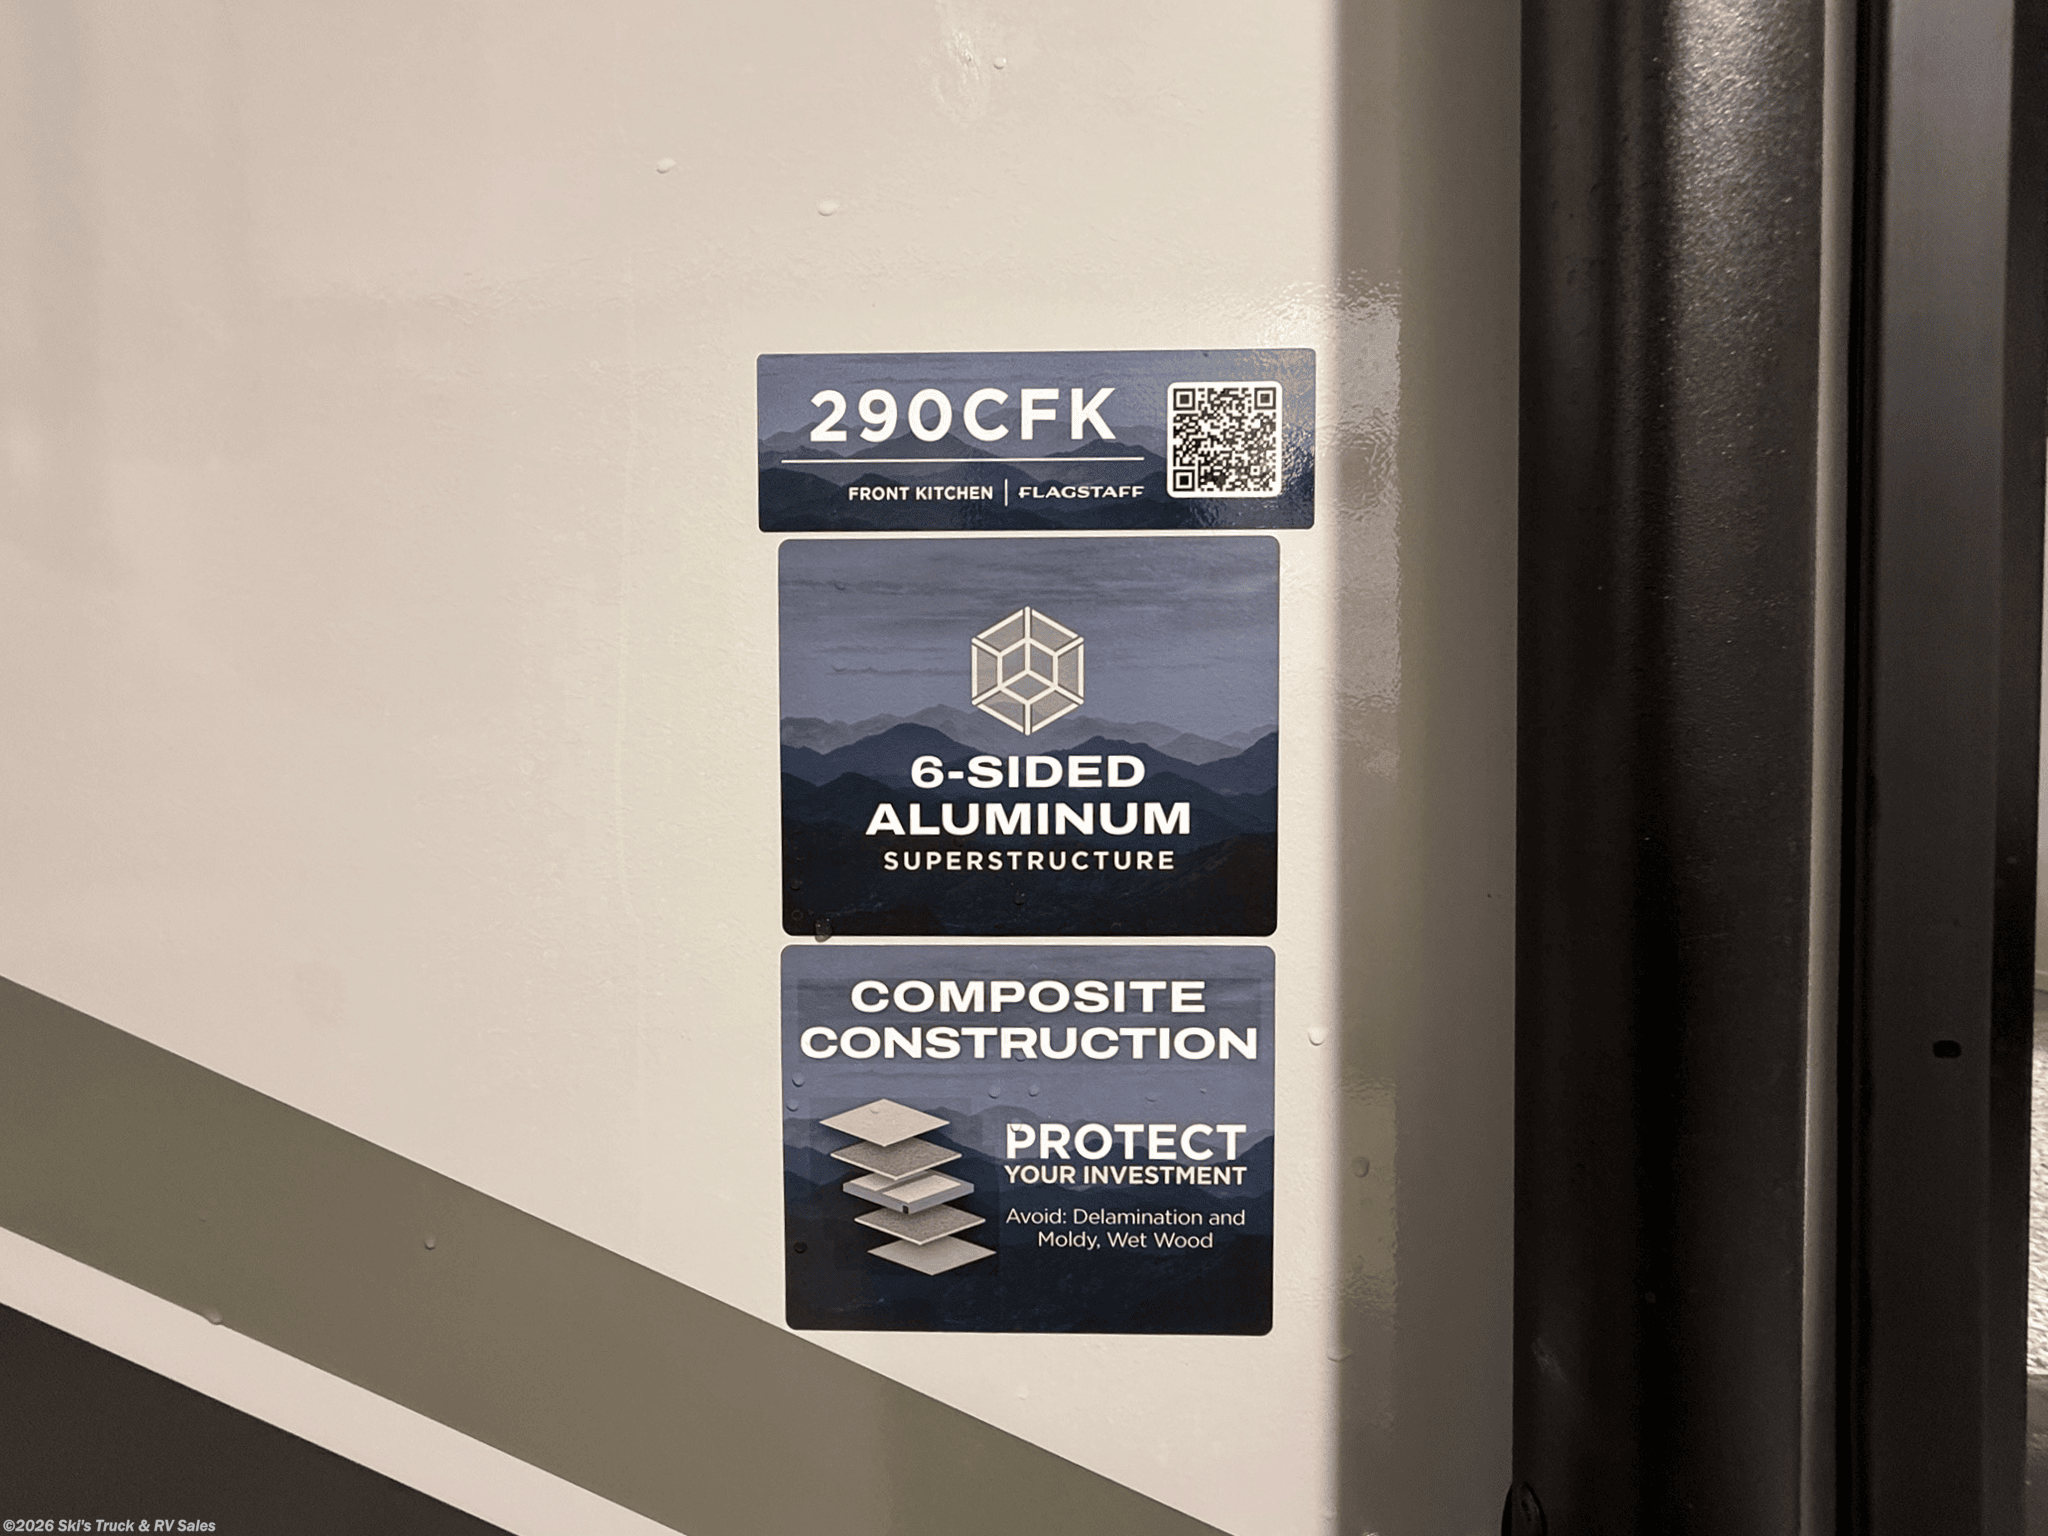 290CFK
FRONT KITCHEN | FLAGSTAFF
6-SIDED
ALUMINUM
SUPERSTRUCTURE
COMPOSITE
CONSTRUCTION
PROTECT
YOUR INVESTMENT
Avoid: Delamination and
Moldy, Wet Wood
©2026 Ski's Truck & RV Sales